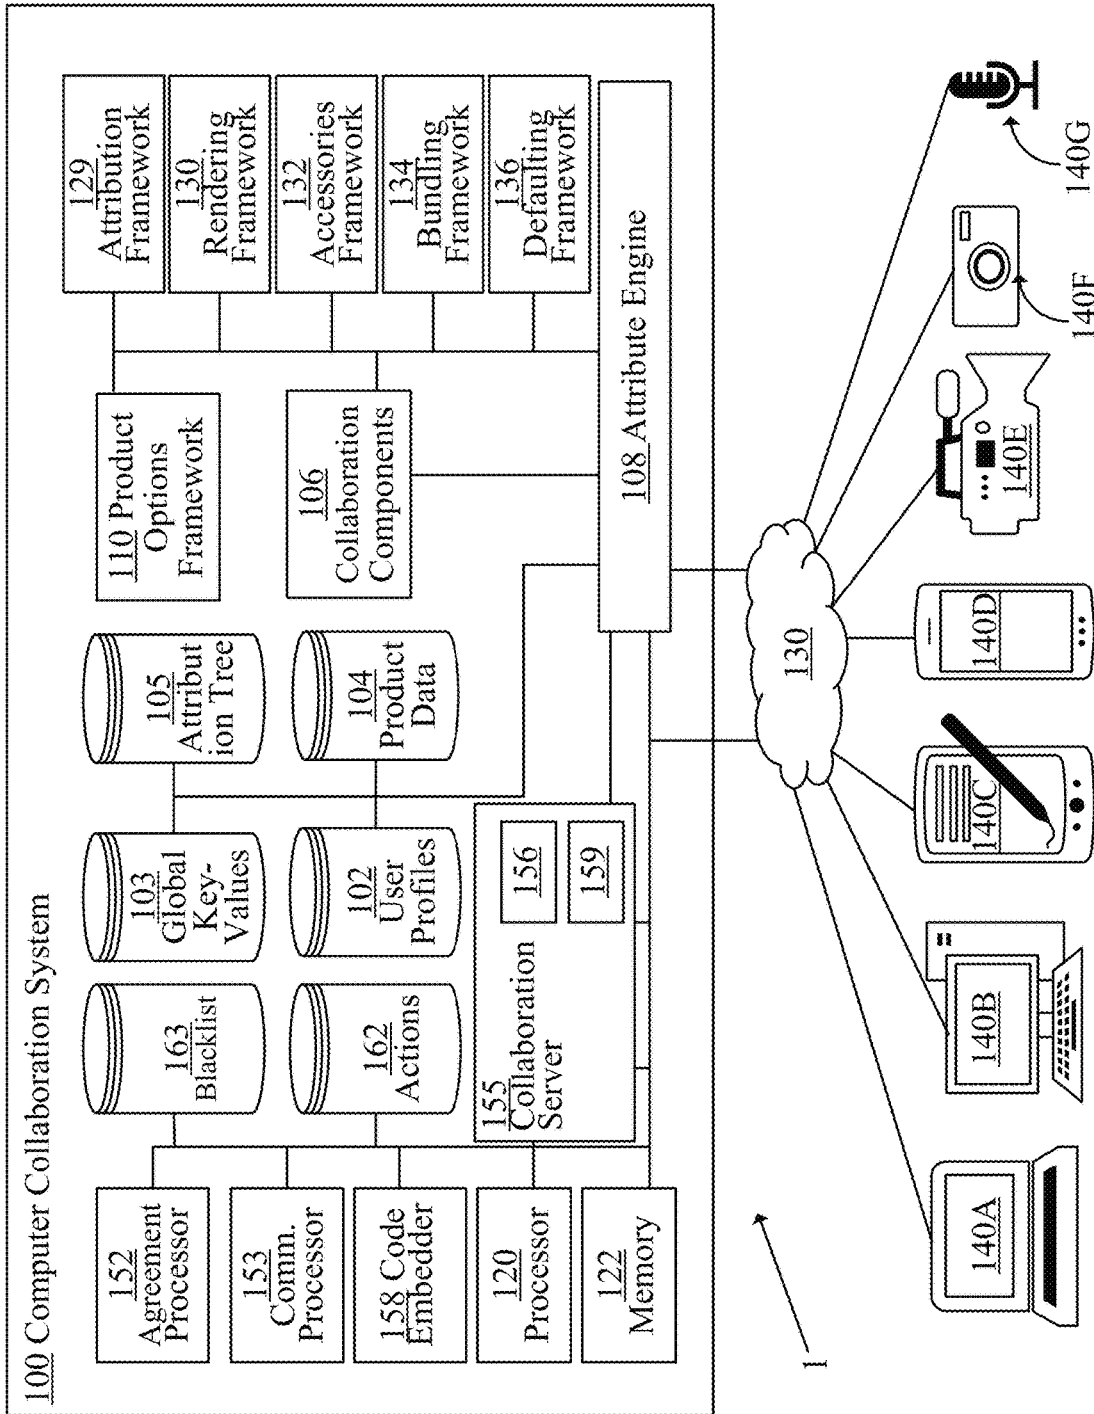 100 Computer Collaboration System
152
Agreement
Processor
153
Comm.
Processor
158 Code
Embedder
120
Processor
122
Memory
163
Blacklist
162
Actions
155
Collaboration
Server
156
159
103
Global
Key-
Values
102
User
Profiles
105
Attribut
ion Tree
104
Product
Data
110 Product
Options
Framework
106
Collaboration
Components
129
Attribution
Framework
130
Rendering
Framework
132
Accessories
Framework
134
Bundling
Framework
136
Defaulting
Framework
108 Attribute Engine
130
1
140A
140B
140C
140D
140E
140F
140G